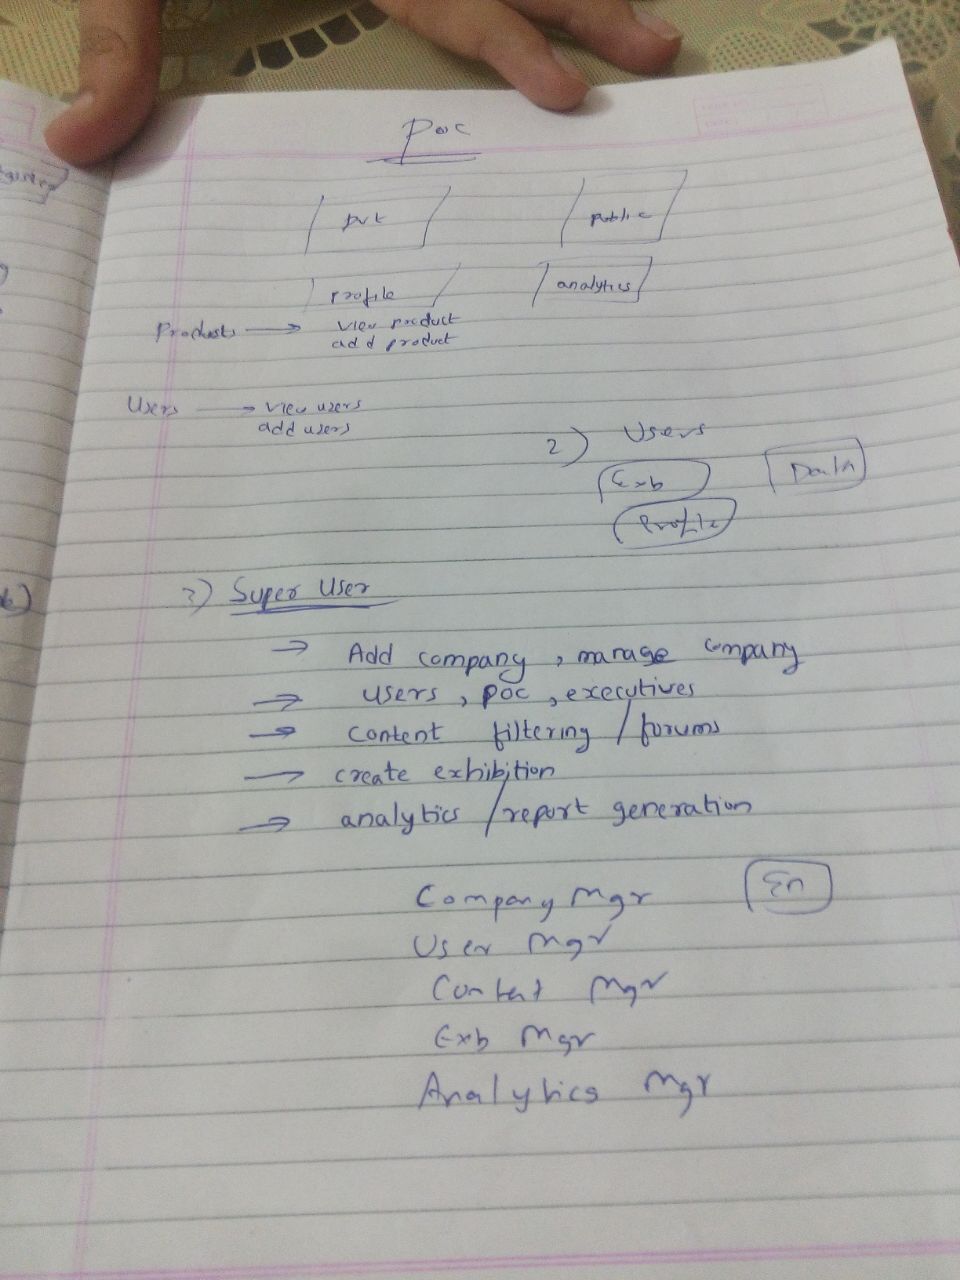 Poc
pvt public
profile analytics
Products → view product
add product
Users → view users
add users
2) Users
Exb
Profile
3) Super User
→ Add company , manage company
→ users , poc , executives
→ content filtering / forums
→ create exhibition
→ analytics / report generation
Company Mgr En
User Mgr
Content Mgr
Exb Mgr
Analytics Mgr